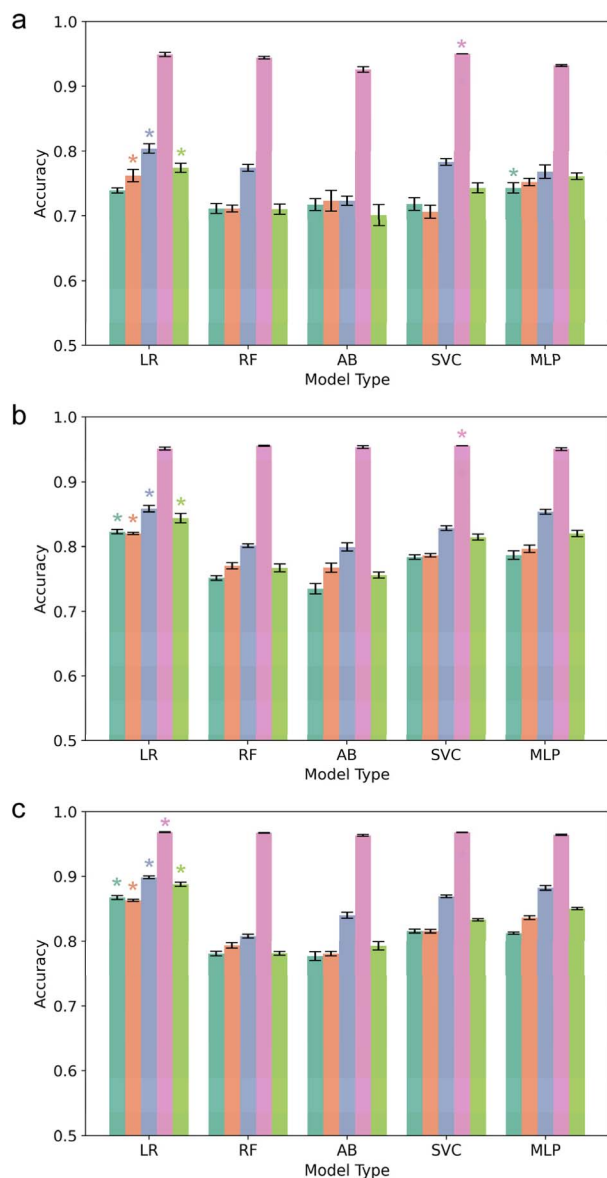 a
1.0
0.9
0.8
0.7
0.6
0.5
Accuracy
* * * * * *
LR RF AB SVC MLP
Model Type
b
1.0
0.9
0.8
0.7
0.6
0.5
Accuracy
* * * * *
LR RF AB SVC MLP
Model Type
c
1.0
0.9
0.8
0.7
0.6
0.5
Accuracy
* * * * *
LR RF AB SVC MLP
Model Type